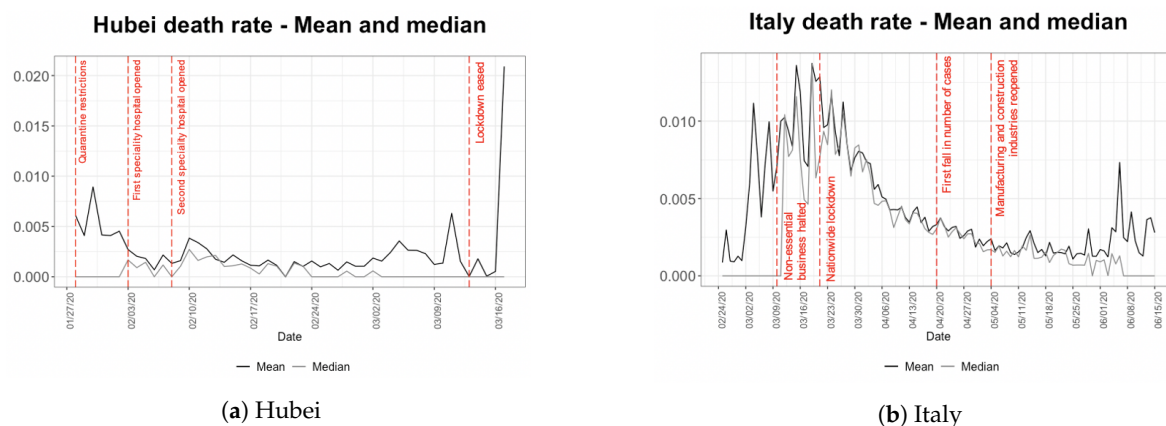 Hubei death rate - Mean and median
0.020
0.015
0.010
0.005
0.000
Quarantine restrictions
First speciality hospital opened
Second speciality hospital opened
Lockdown eased
01/27/20
02/03/20
02/10/20
02/17/20
02/24/20
03/02/20
03/09/20
03/16/20
Date
Mean
Median
(a) Hubei
Italy death rate - Mean and median
0.010
0.005
0.000
Non-essential
business halted
Nationwide lockdown
First fall in number of cases
Manufacturing and construction
industries reopened
02/24/20
03/02/20
03/09/20
03/16/20
03/23/20
03/30/20
04/06/20
04/13/20
04/20/20
04/27/20
05/04/20
05/11/20
05/18/20
05/25/20
06/01/20
06/08/20
06/15/20
Date
Mean
Median
(b) Italy